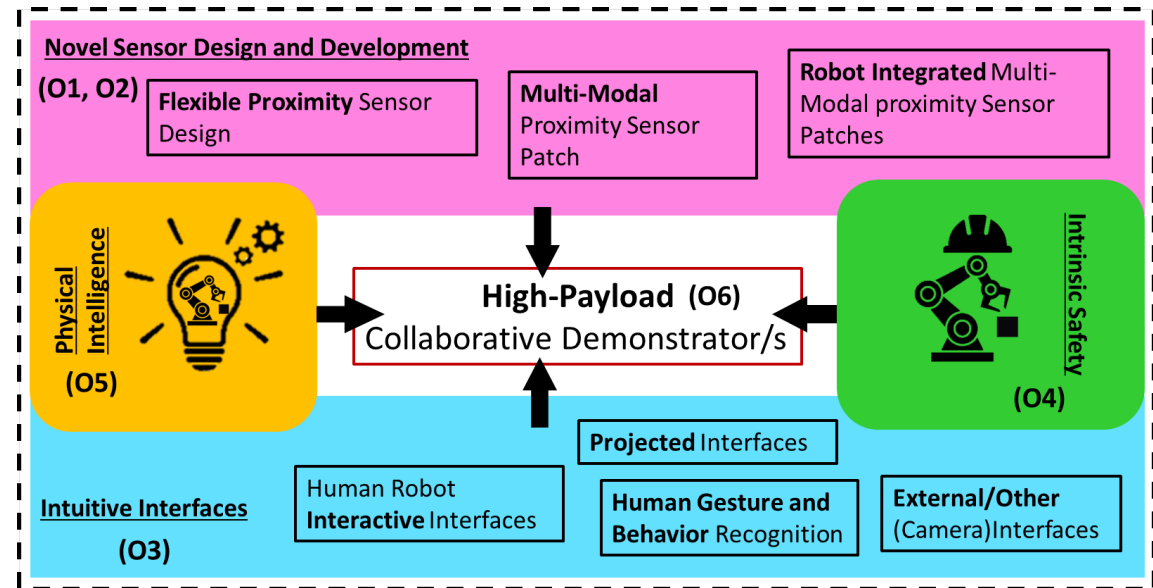 Novel Sensor Design and Development
(O1, O2)
Flexible Proximity Sensor
Design
Multi-Modal
Proximity Sensor
Patch
Robot Integrated Multi-
Modal proximity Sensor
Patches
Physical
Intelligence
(O5)
High-Payload (O6)
Collaborative Demonstrator/s
Intrinsic Safety
(O4)
Intuitive Interfaces
(O3)
Human Robot
Interactive Interfaces
Projected Interfaces
Human Gesture and
Behavior Recognition
External/Other
(Camera)Interfaces